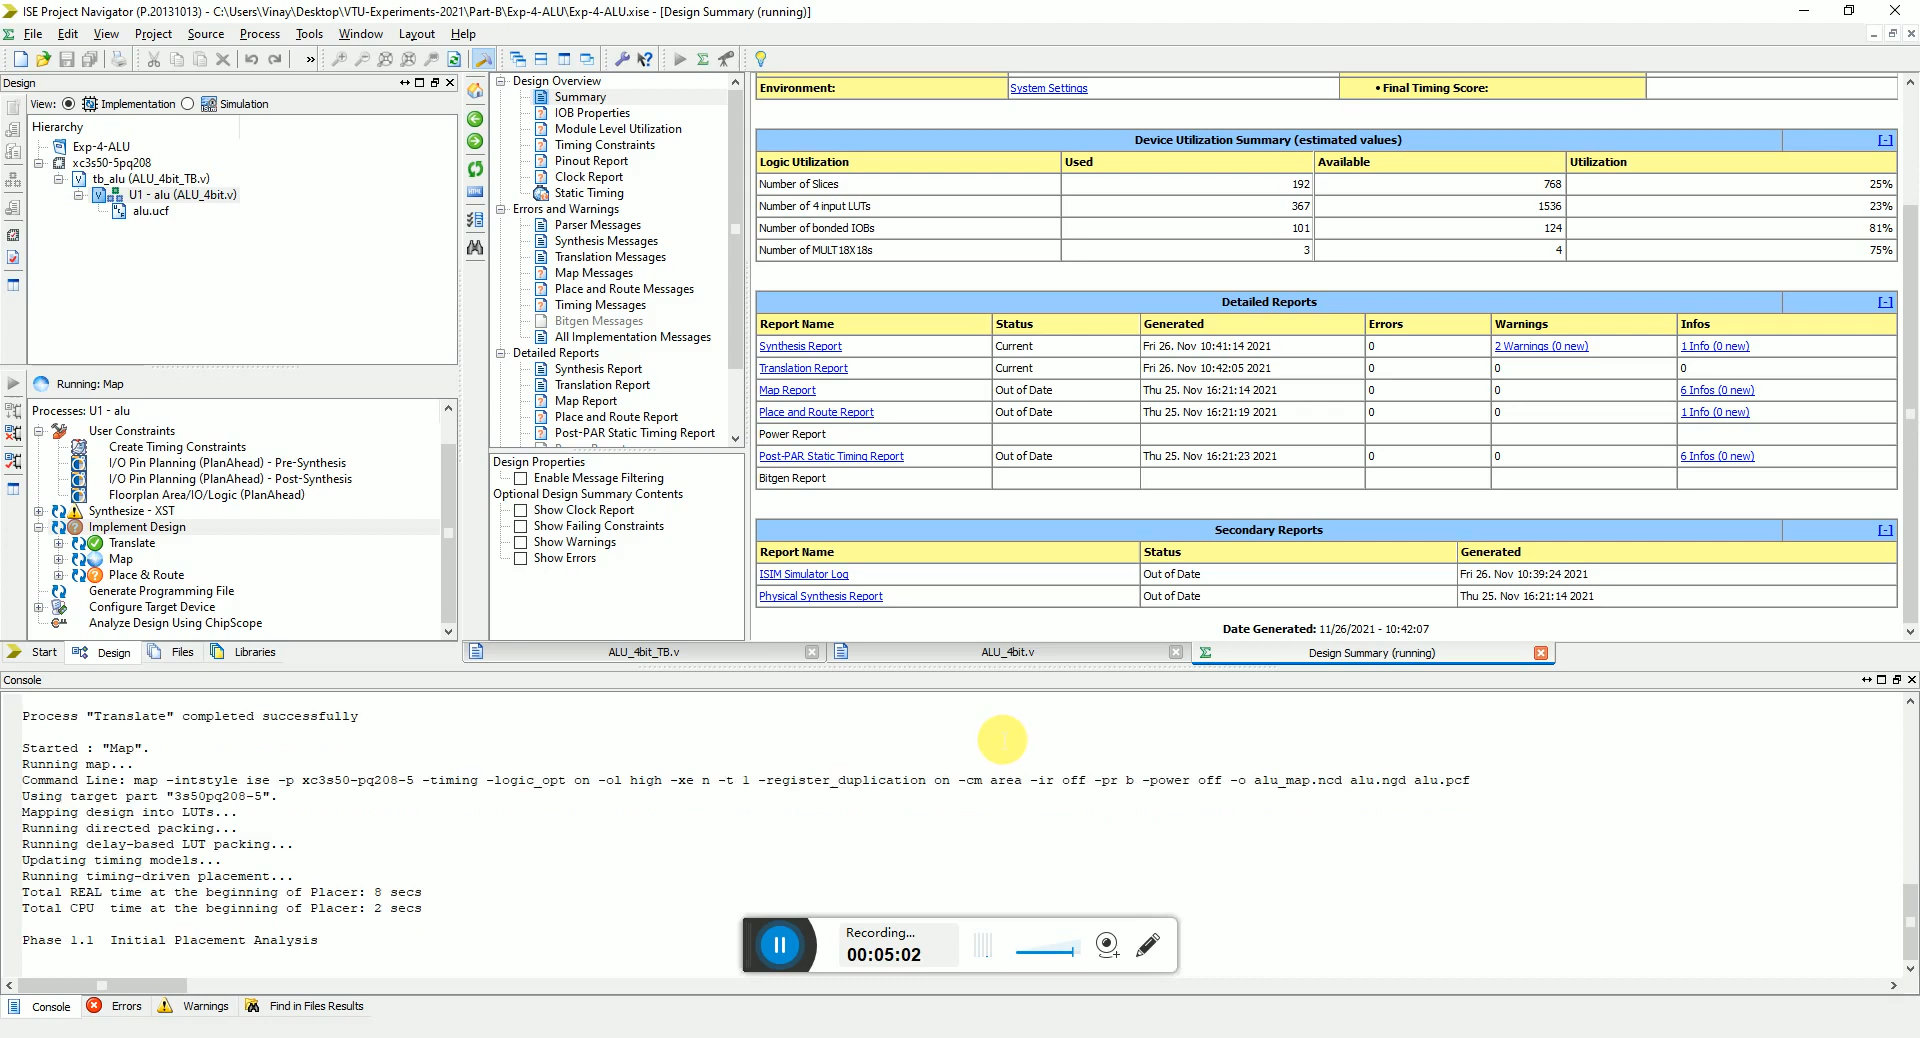 ISE Project Navigator (P.20131013) - C:\Users\Vinay\Desktop\VTU-Experiments-2021\Part-B\Exp-4-ALU\Exp-4-ALU.xise - [Design Summary (running)]
File Edit View Project Source Process Tools Window Layout Help
Design
View: Implementation Simulation
Hierarchy
Exp-4-ALU
xc3s50-5pq208
tb_alu (ALU_4bit_TB.v)
U1 - alu (ALU_4bit.v)
alu.ucf
Running: Map
Processes: U1 - alu
User Constraints
Create Timing Constraints
I/O Pin Planning (PlanAhead) - Pre-Synthesis
I/O Pin Planning (PlanAhead) - Post-Synthesis
Floorplan Area/IO/Logic (PlanAhead)
Synthesize - XST
Implement Design
Translate
Map
Place & Route
Generate Programming File
Configure Target Device
Analyze Design Using ChipScope
Start Design Files Libraries
Design Overview
Summary
IOB Properties
Module Level Utilization
Timing Constraints
Pinout Report
Clock Report
Static Timing
Errors and Warnings
Parser Messages
Synthesis Messages
Translation Messages
Map Messages
Place and Route Messages
Timing Messages
Bitgen Messages
All Implementation Messages
Detailed Reports
Synthesis Report
Translation Report
Map Report
Place and Route Report
Post-PAR Static Timing Report
Design Properties
Enable Message Filtering
Optional Design Summary Contents
Show Clock Report
Show Failing Constraints
Show Warnings
Show Errors
Environment: System Settings • Final Timing Score:
Device Utilization Summary (estimated values) [-]
Logic Utilization Used Available Utilization
Number of Slices 192 768 25%
Number of 4 input LUTs 367 1536 23%
Number of bonded IOBs 101 124 81%
Number of MULT18X18s 3 4 75%
Detailed Reports [-]
Report Name Status Generated Errors Warnings Infos
Synthesis Report Current Fri 26. Nov 10:41:14 2021 0 2 Warnings (0 new) 1 Info (0 new)
Translation Report Current Fri 26. Nov 10:42:05 2021 0 0 0
Map Report Out of Date Thu 25. Nov 16:21:14 2021 0 0 6 Infos (0 new)
Place and Route Report Out of Date Thu 25. Nov 16:21:19 2021 0 0 1 Info (0 new)
Power Report
Post-PAR Static Timing Report Out of Date Thu 25. Nov 16:21:23 2021 0 0 6 Infos (0 new)
Bitgen Report
Secondary Reports [-]
Report Name Status Generated
ISIM Simulator Log Out of Date Fri 26. Nov 10:39:24 2021
Physical Synthesis Report Out of Date Thu 25. Nov 16:21:14 2021
Date Generated: 11/26/2021 - 10:42:07
ALU_4bit_TB.v ALU_4bit.v Design Summary (running)
Console
Process "Translate" completed successfully
Started : "Map".
Running map...
Command Line: map -intstyle ise -p xc3s50-pq208-5 -timing -logic_opt on -ol high -xe n -t 1 -register_duplication on -cm area -ir off -pr b -power off -o alu_map.ncd alu.ngd alu.pcf
Using target part "3s50pq208-5".
Mapping design into LUTs...
Running directed packing...
Running delay-based LUT packing...
Updating timing models...
Running timing-driven placement...
Total REAL time at the beginning of Placer: 8 secs
Total CPU time at the beginning of Placer: 2 secs
Phase 1.1 Initial Placement Analysis
Recording...
00:05:02
Console Errors Warnings Find in Files Results